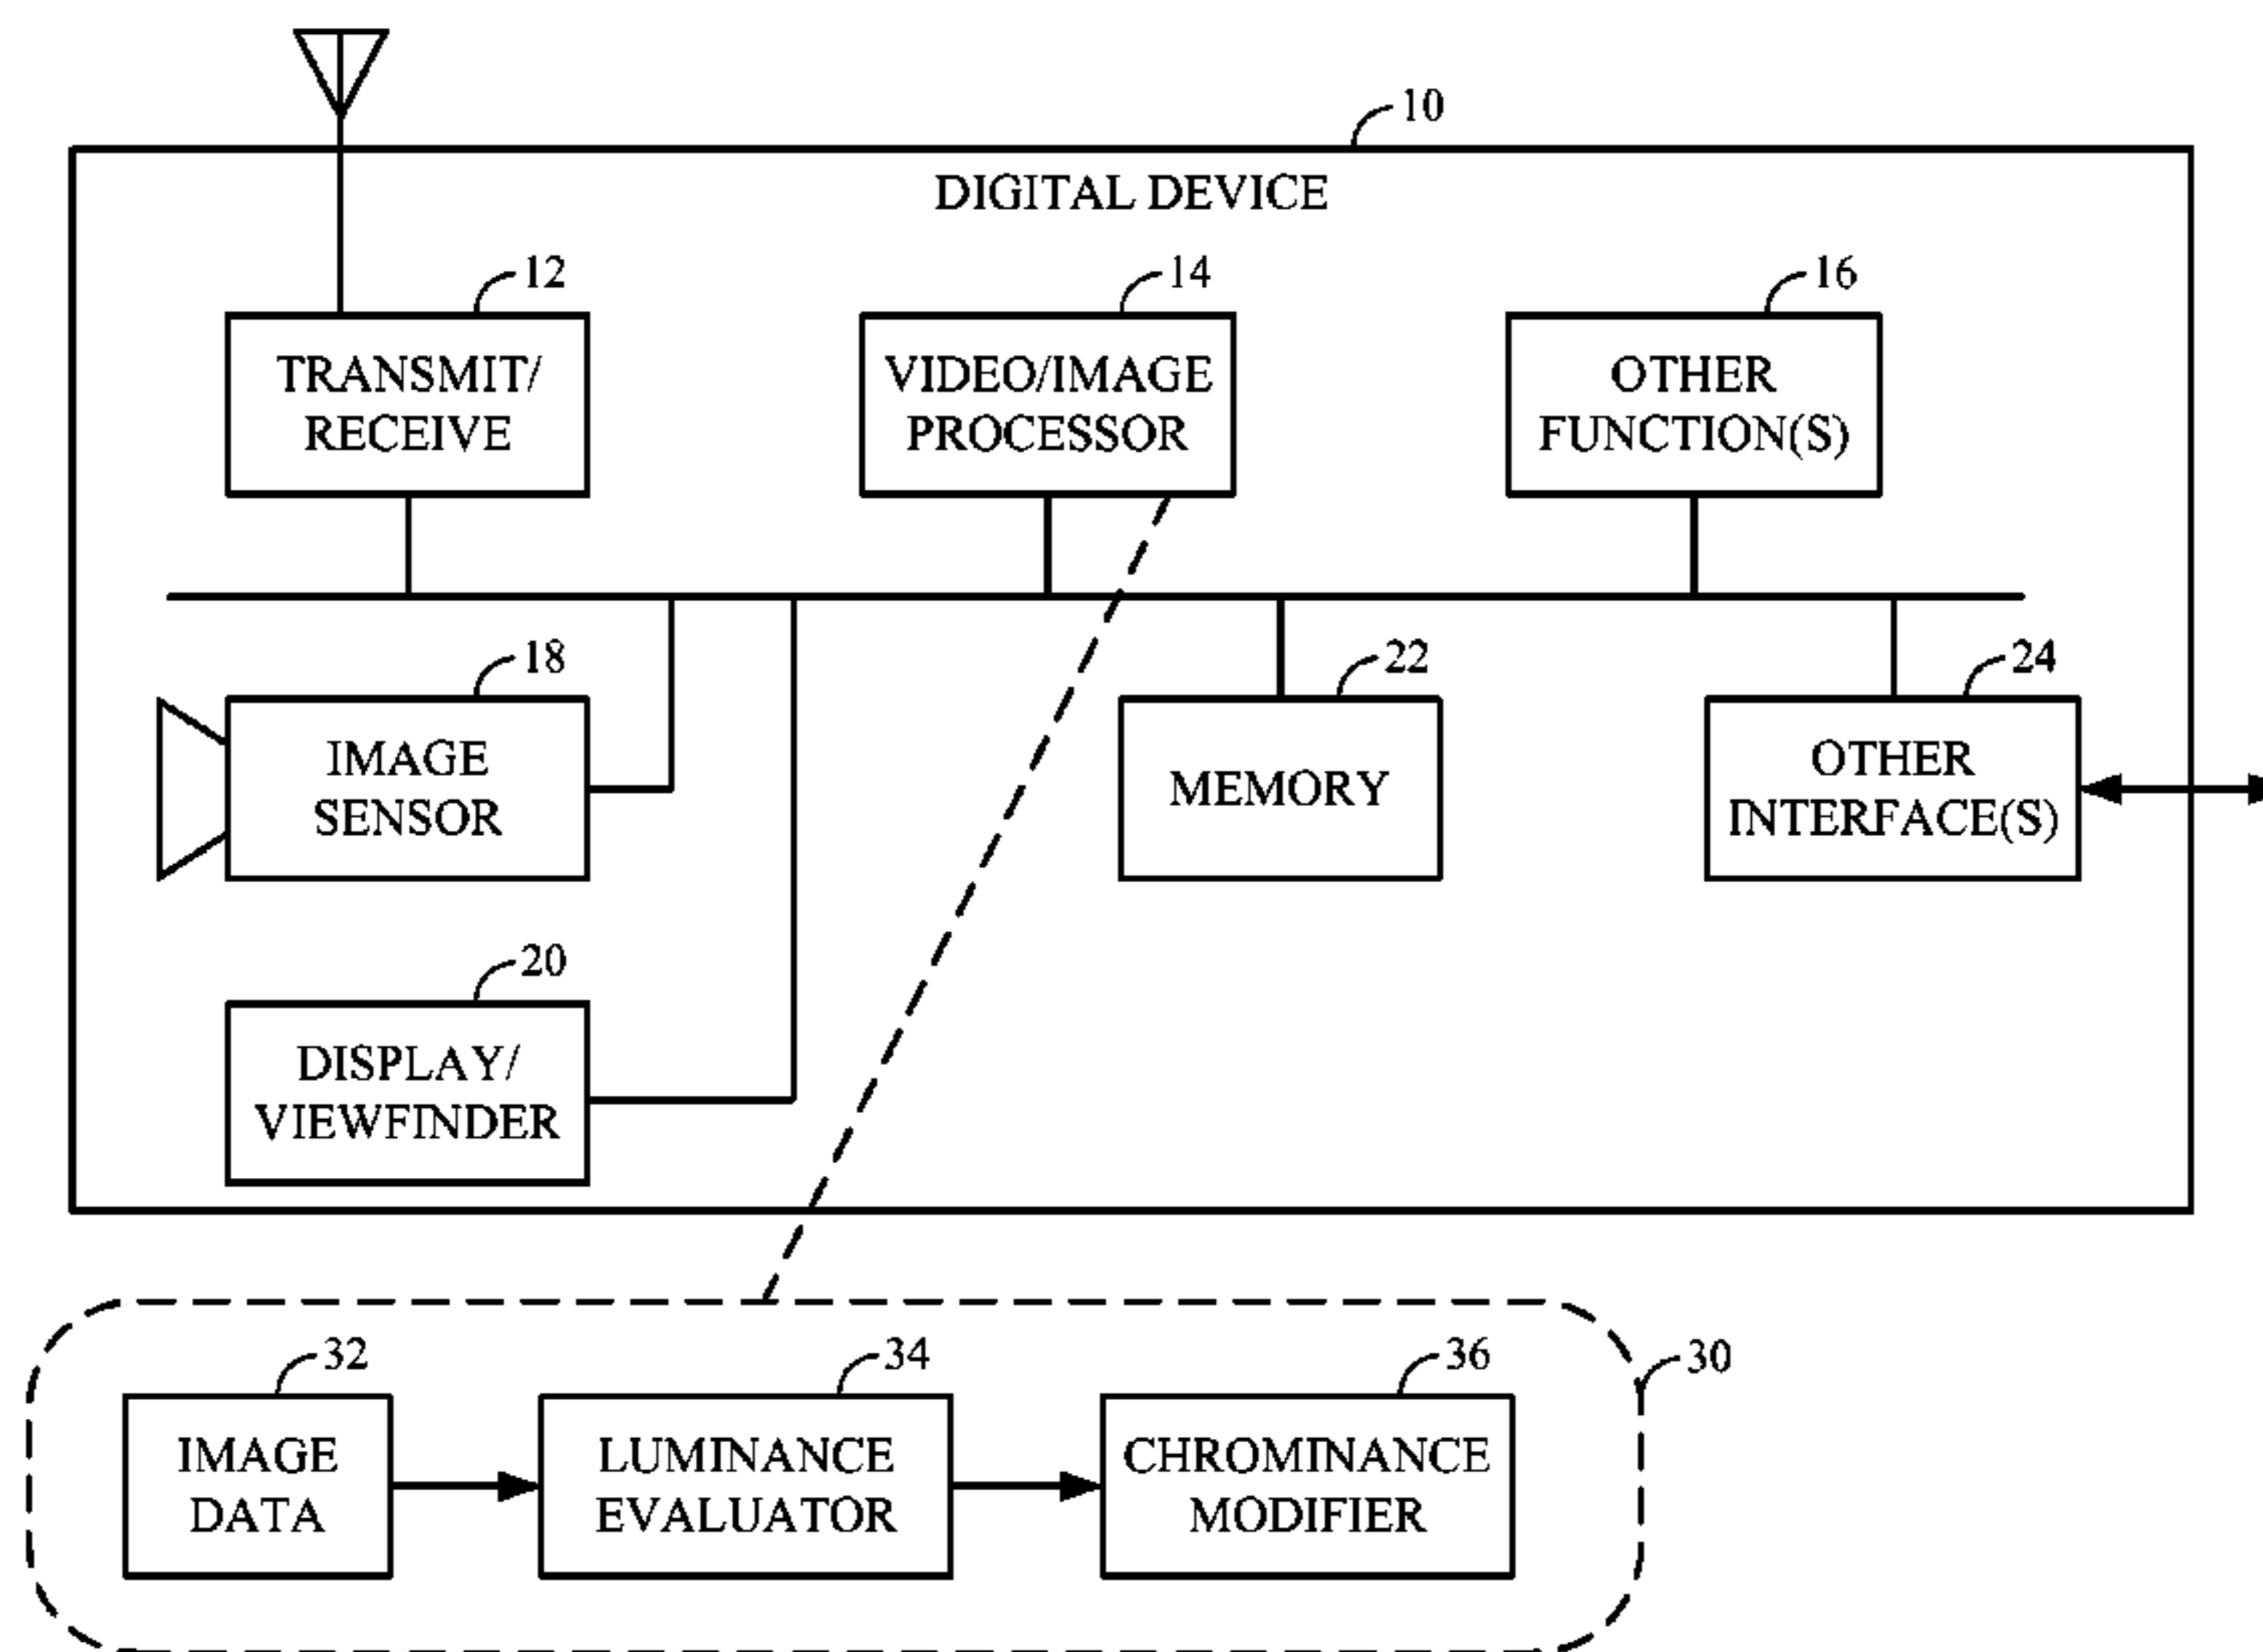 10
DIGITAL DEVICE
12
14
16
TRANSMIT/
RECEIVE
VIDEO/IMAGE
PROCESSOR
OTHER
FUNCTION(S)
18
22
24
IMAGE
SENSOR
MEMORY
OTHER
INTERFACE(S)
20
DISPLAY/
VIEWFINDER
32
34
36
30
IMAGE
DATA
LUMINANCE
EVALUATOR
CHROMINANCE
MODIFIER